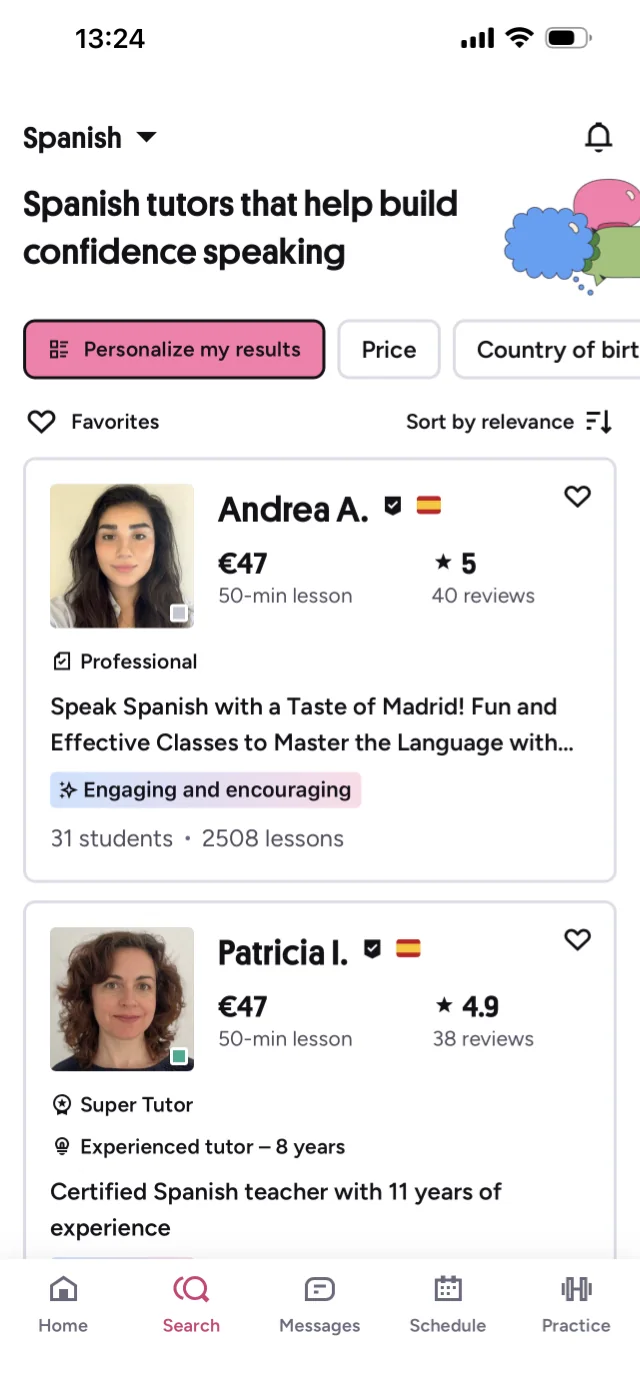 13:24
Spanish
Spanish tutors that help build
confidence speaking
Personalize my results
Price
Country of birt
Favorites
Sort by relevance
Andrea A.
€47
★ 5
50-min lesson
40 reviews
Professional
Speak Spanish with a Taste of Madrid! Fun and
Effective Classes to Master the Language with...
Engaging and encouraging
31 students • 2508 lessons
Patricia I.
€47
★ 4.9
50-min lesson
38 reviews
Super Tutor
Experienced tutor – 8 years
Certified Spanish teacher with 11 years of
experience
Home
Search
Messages
Schedule
Practice